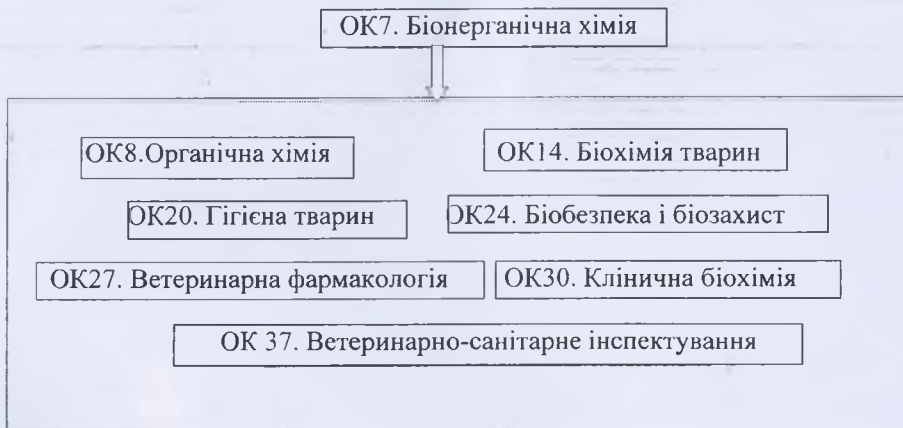 ОК7. Біонерганічна хімія
ОК8.Органічна хімія
ОК14. Біохімія тварин
ОК20. Гігієна тварин
ОК24. Біобезпека і біозахист
ОК27. Ветеринарна фармакологія
ОК30. Клінична біохімія
ОК 37. Ветеринарно-санітарне інспектування